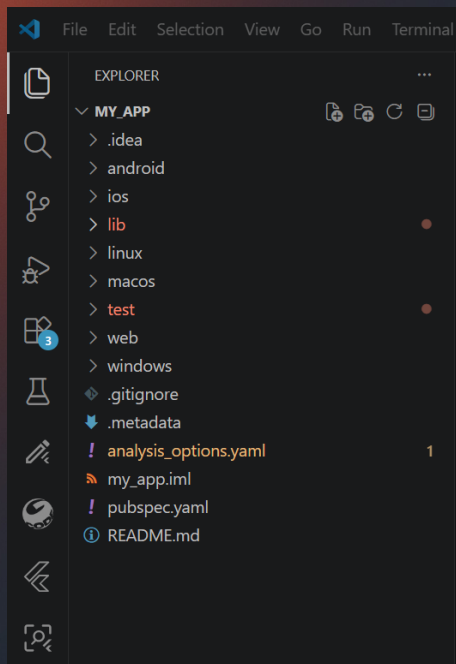 File Edit Selection View Go Run Terminal
EXPLORER ...
MY_APP
.idea
android
ios
lib
linux
macos
test
web
windows
.gitignore
.metadata
! analysis_options.yaml 1
my_app.iml
! pubspec.yaml
README.md
3